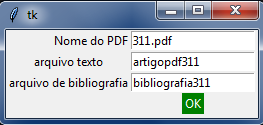 tk
Nome do PDF 311.pdf
arquivo texto artigopdf311
arquivo de bibliografia bibliografia311
OK